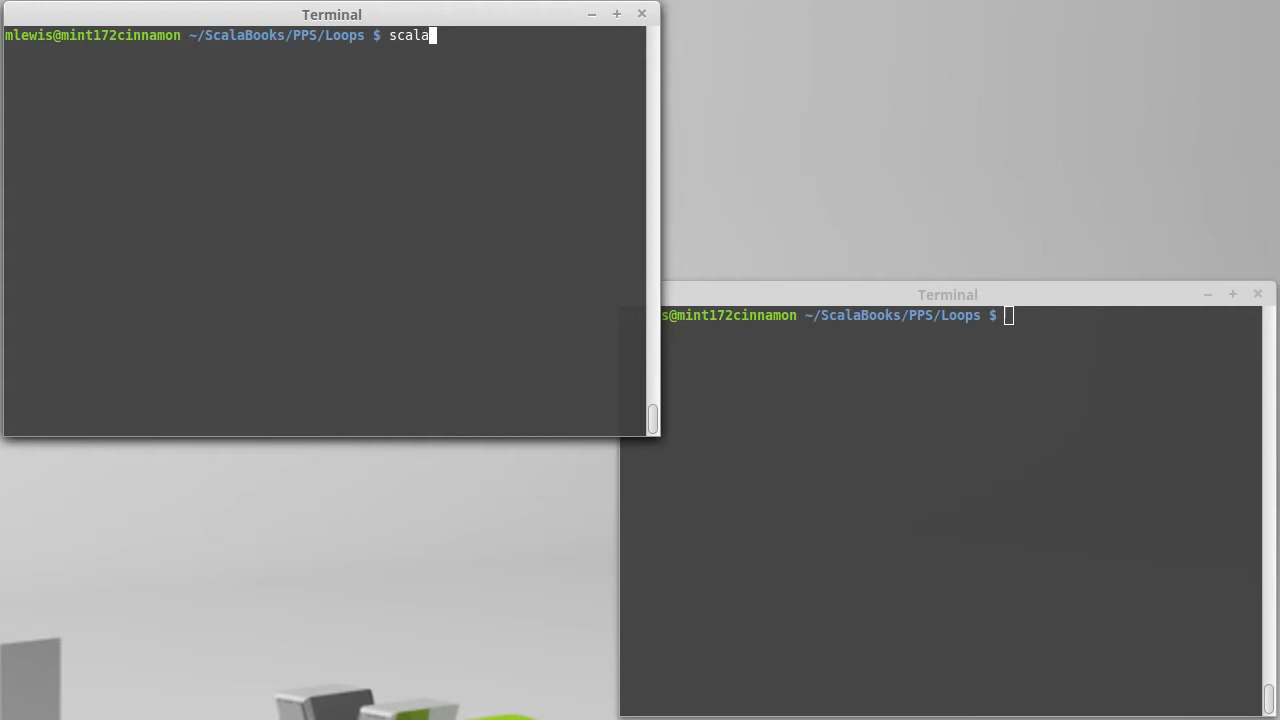 Terminal
mlewis@mint172cinnamon ~/ScalaBooks/PPS/Loops $ scala
Terminal
s@mint172cinnamon ~/ScalaBooks/PPS/Loops $